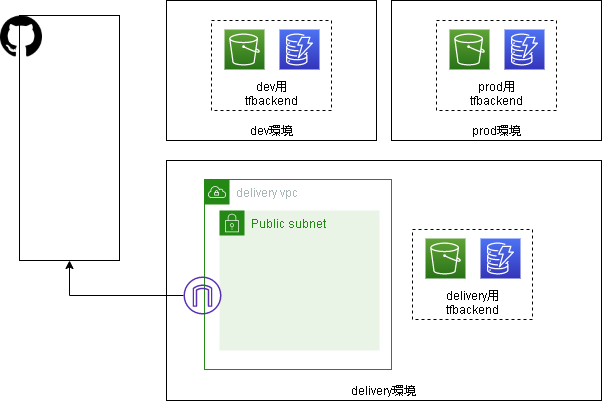 dev用
tfbackend
dev環境
prod用
tfbackend
prod環境
delivery vpc
Public subnet
delivery用
tfbackend
delivery環境